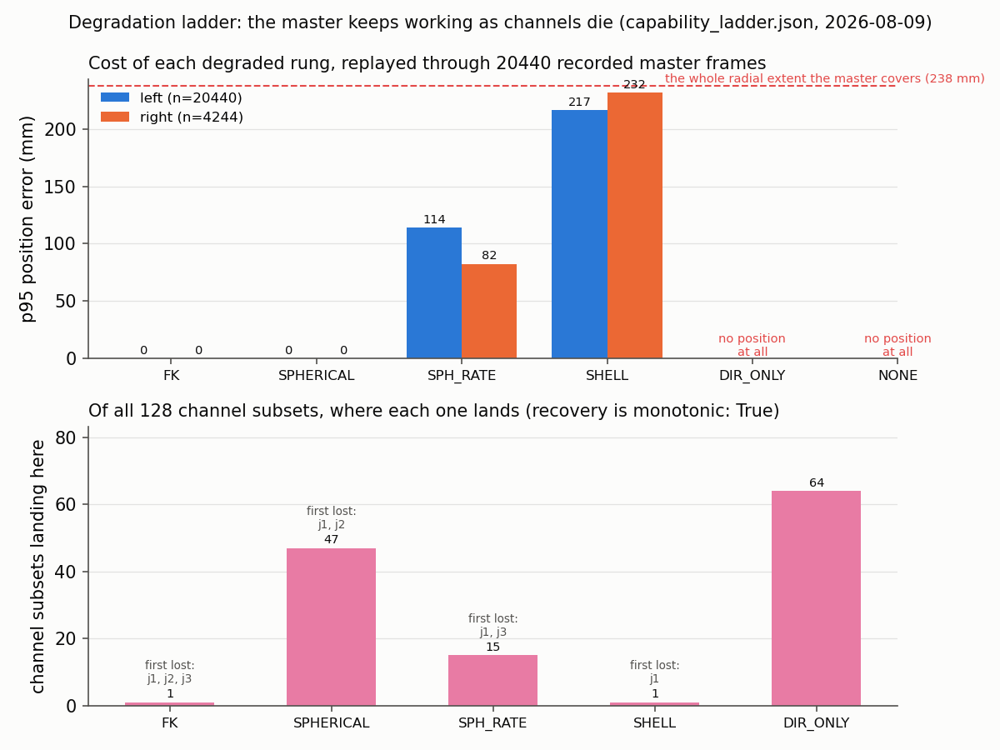 Degradation ladder: the master keeps working as channels die (capability_ladder.json, 2026-08-09)
Cost of each degraded rung, replayed through 20440 recorded master frames
the whole radial extent the master covers (238 mm)
left (n=20440)
right (n=4244)
p95 position error (mm)
200
150
100
50
0
0
0
0
0
114
82
217
232
no position
at all
no position
at all
FK
SPHERICAL
SPH_RATE
SHELL
DIR_ONLY
NONE
Of all 128 channel subsets, where each one lands (recovery is monotonic: True)
channel subsets landing here
80
60
40
20
0
first lost:
j1, j2, j3
1
first lost:
j1, j2
47
first lost:
j1, j3
15
first lost:
j1
1
64
FK
SPHERICAL
SPH_RATE
SHELL
DIR_ONLY